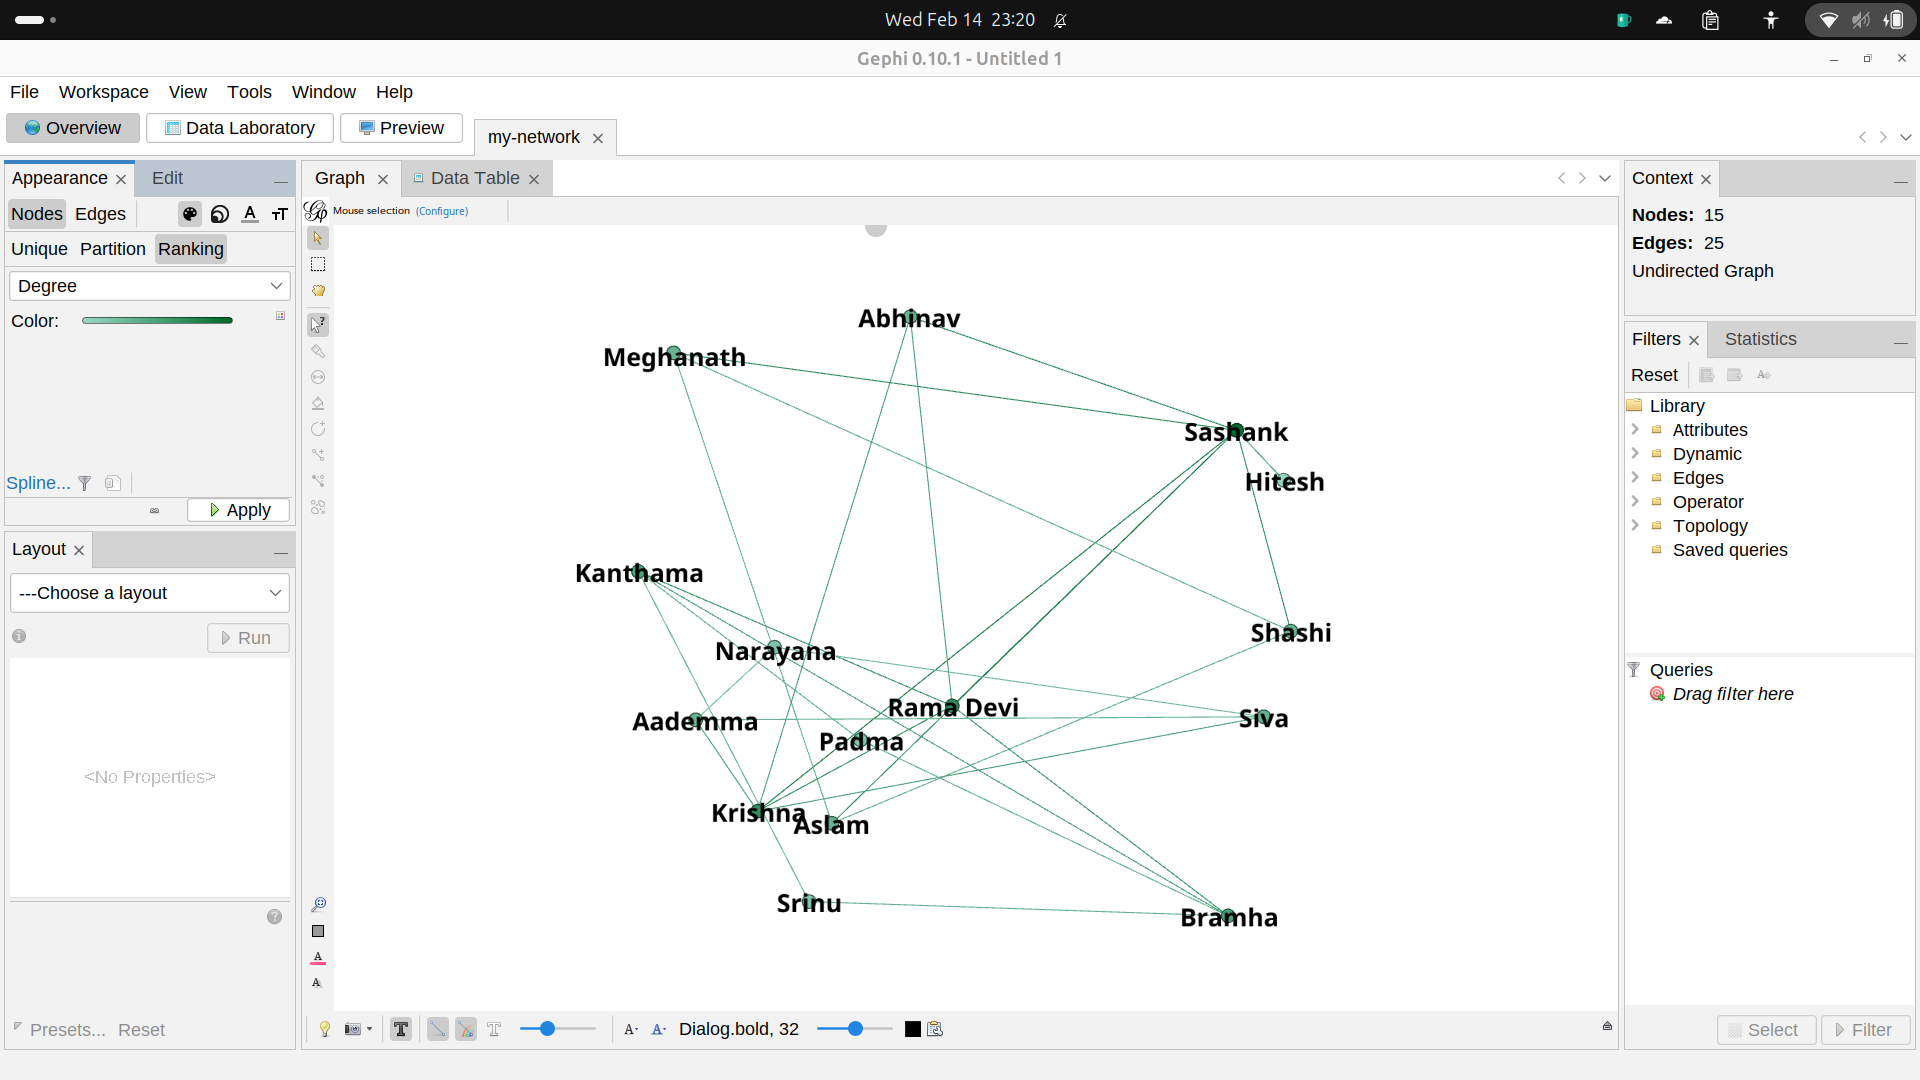 Wed Feb 14 23:20
Gephi 0.10.1 - Untitled 1
File Workspace View Tools Window Help
Overview Data Laboratory Preview my-network
Appearance Edit
Nodes Edges
Unique Partition Ranking
Degree
Color:
Spline...
Apply
Layout
---Choose a layout
Run
<No Properties>
Presets... Reset
Graph Data Table
Mouse selection (Configure)
Abhinav
Meghanath
Sashank
Hitesh
Kanthama
Shashi
Narayana
Rama Devi
Siva
Aademma
Padma
Krishna
Aslam
Srinu
Bramha
Dialog.bold, 32
Context
Nodes: 15
Edges: 25
Undirected Graph
Filters Statistics
Reset
Library
Attributes
Dynamic
Edges
Operator
Topology
Saved queries
Queries
Drag filter here
Select Filter